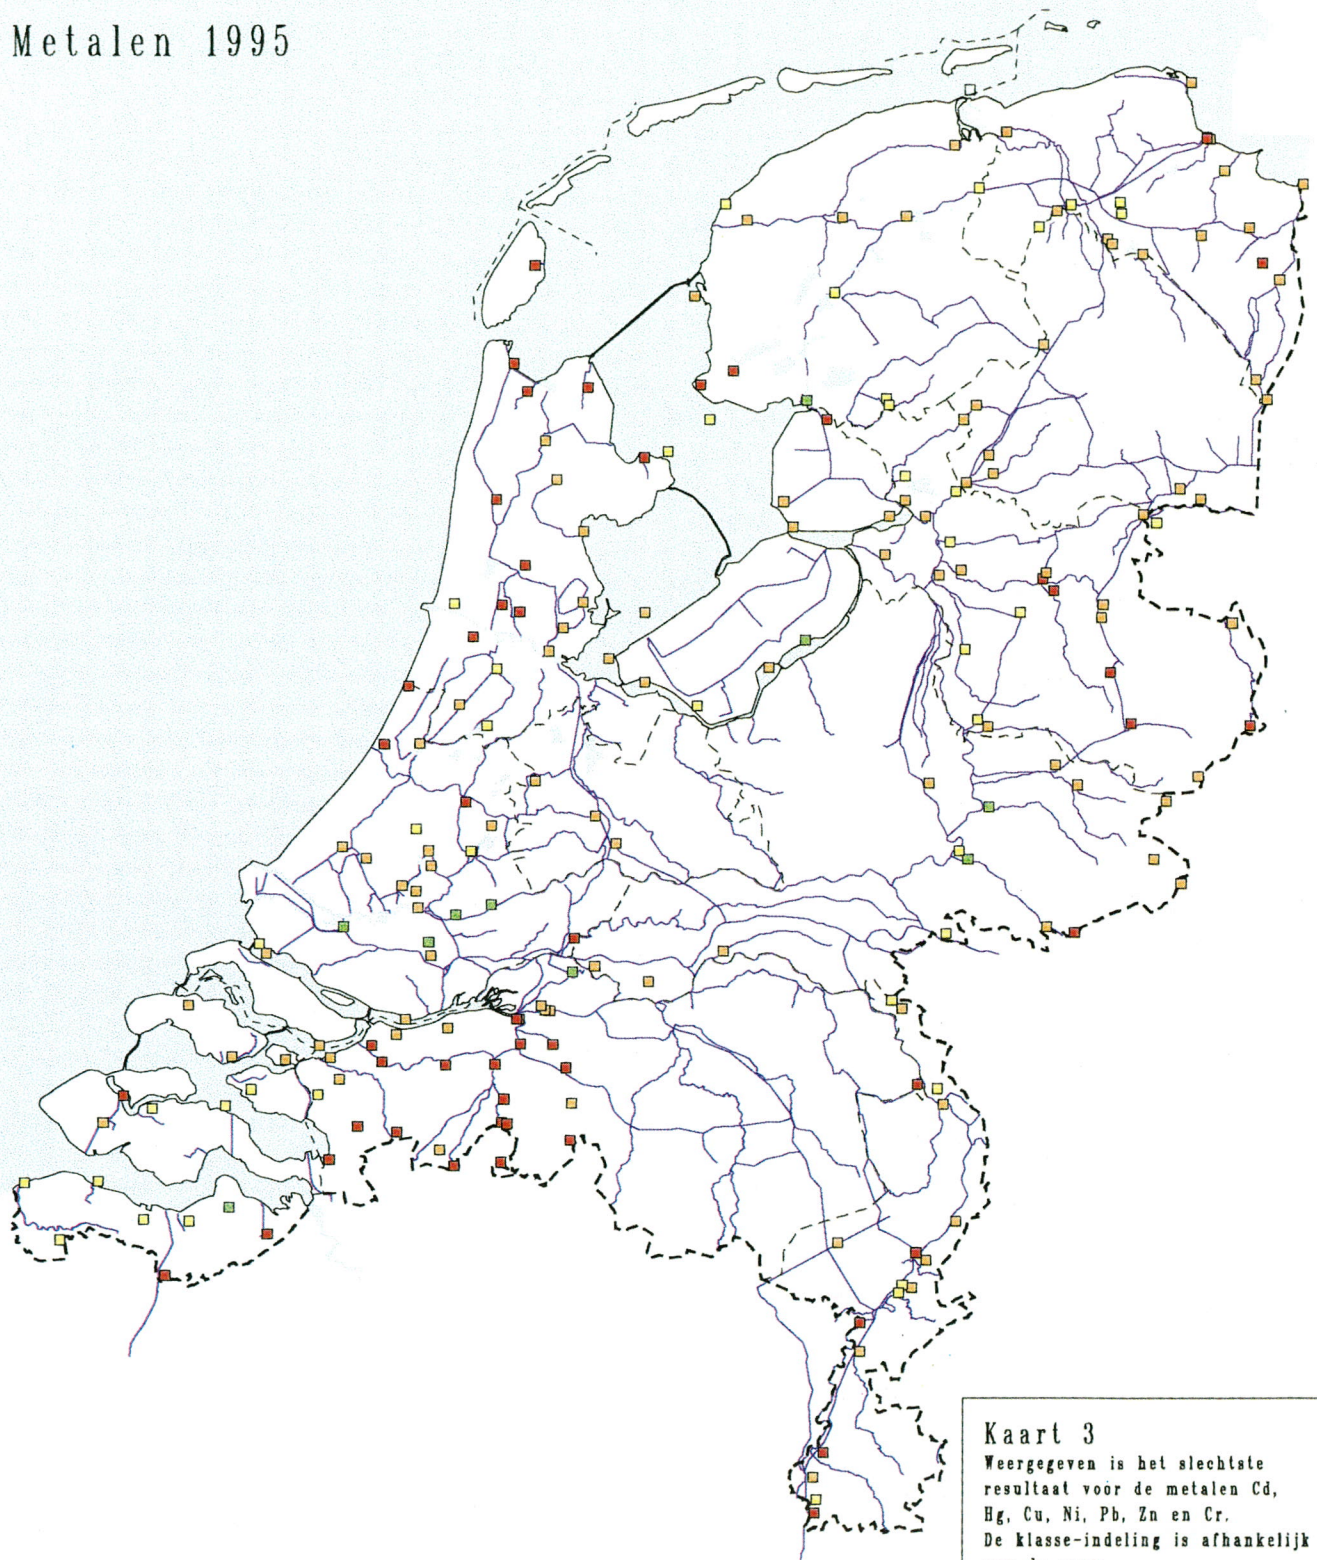 Metalen 1995
Kaart 3
Weergegeven is het slechtste
resultaat voor de metalen Cd,
Hg, Cu, Ni, Pb, Zn en Cr.
De klasse-indeling is afhankelijk